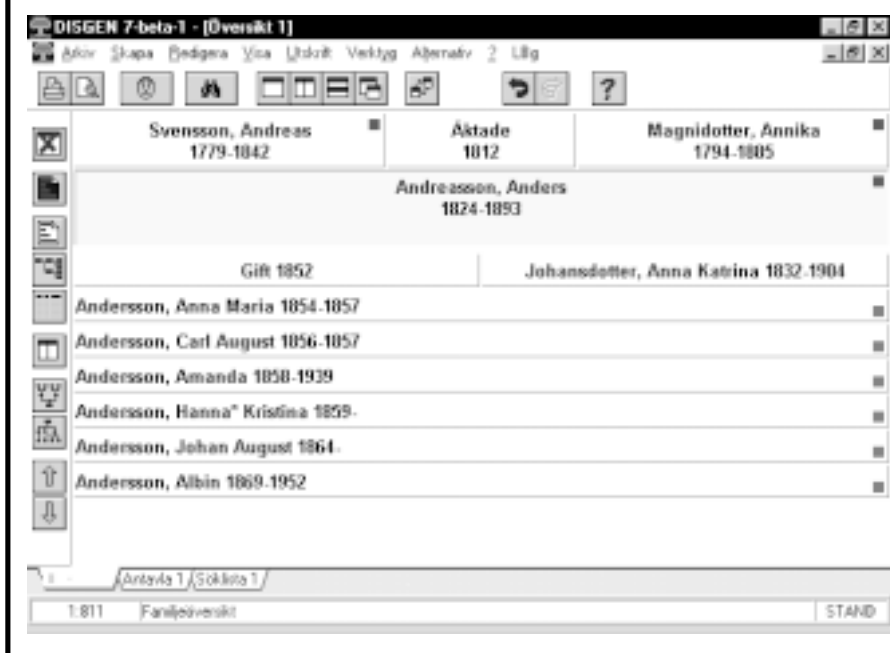 DISGEN 7-beta-1 - [Översikt 1]
Arkiv Skapa Redigera Visa Utskrift Verktyg Alternativ ?
Svensson, Andreas Äktade Magnidotter, Annika
1779-1842 1812 1794-1885
Andreasson, Anders
1824-1893
Gift 1852 Johansdotter, Anna Katrina 1832-1904
Andersson, Anna Maria 1854-1857
Andersson, Carl August 1856-1857
Andersson, Amanda 1858-1939
Andersson, Hanna* Kristina 1859-
Andersson, Johan August 1864-
Andersson, Albin 1869-1952
Antavla 1 Söklista 1
1:811 Familjeöversikt STAND